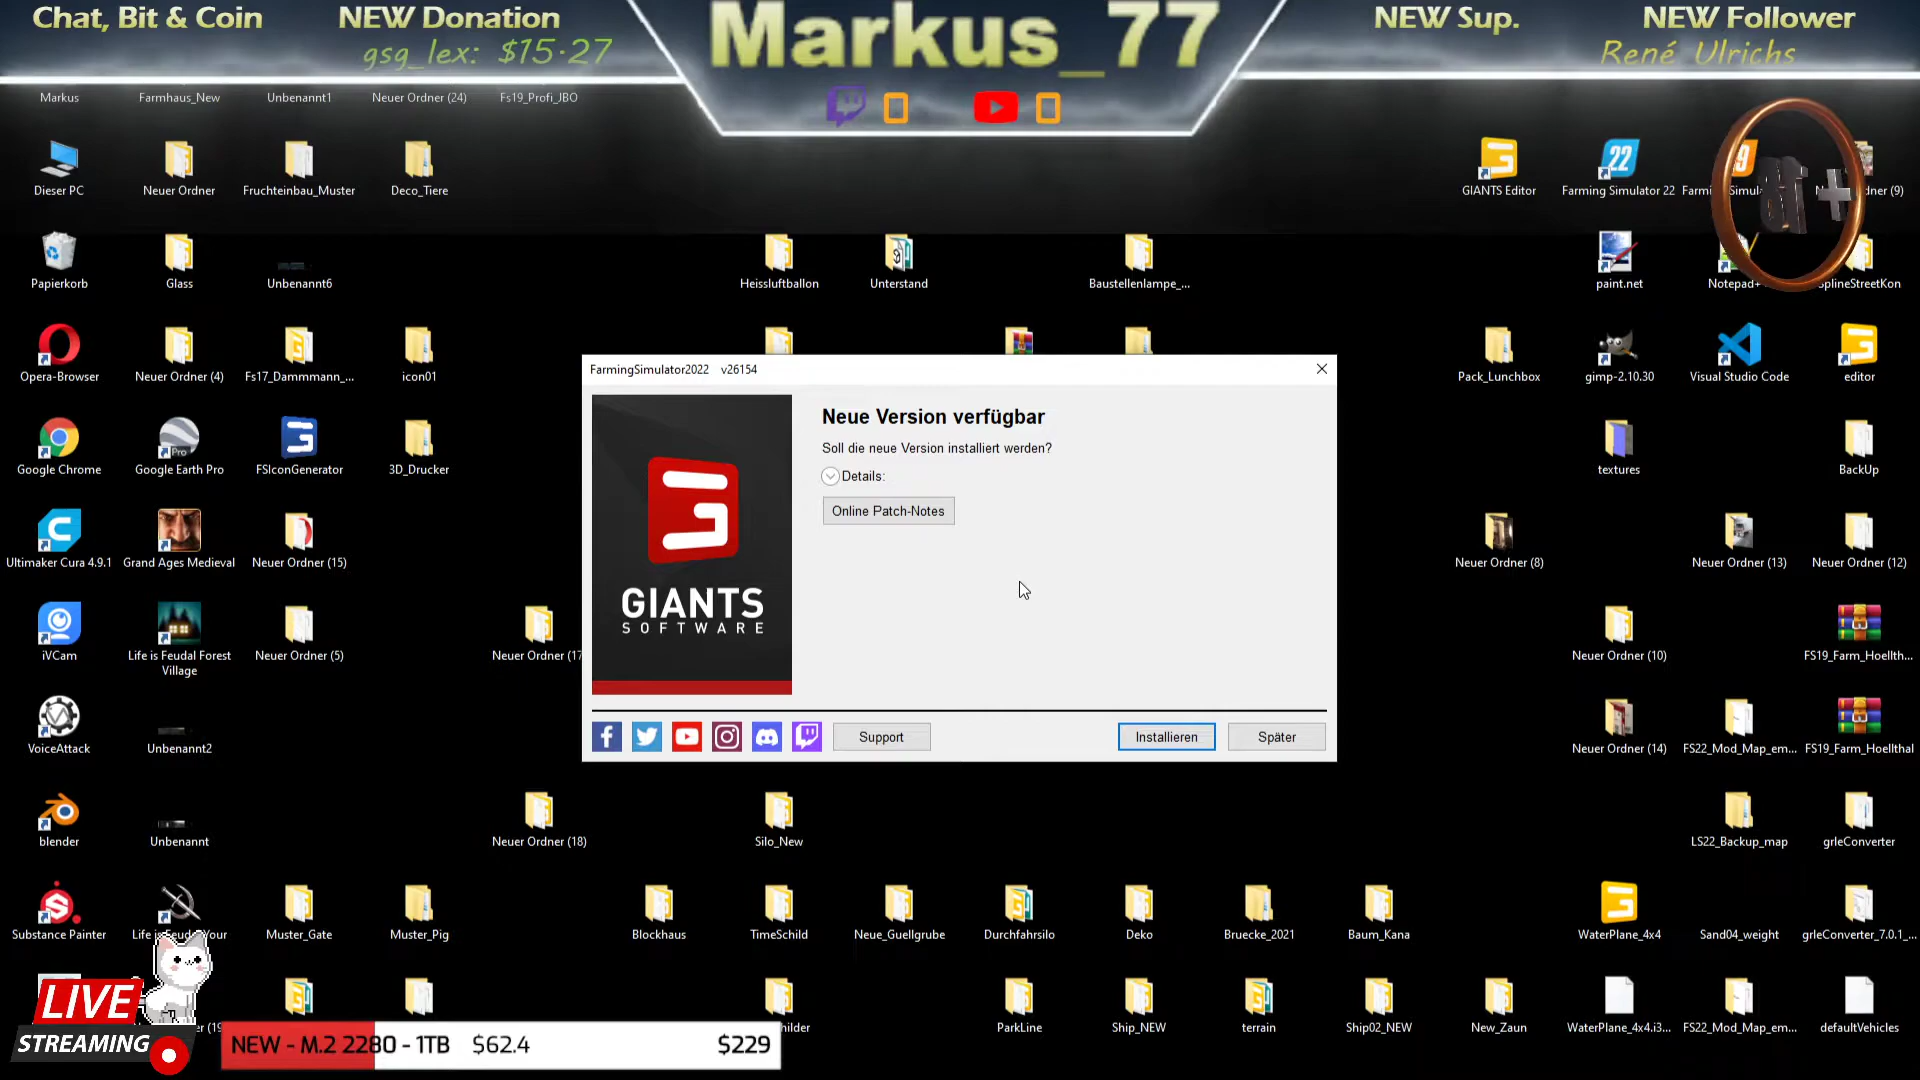 Chat, Bit & Coin
NEW Donation
gsg_lex: $15.27
Markus_77
NEW Sup.
NEW Follower
René Ulrichs
Markus
Farmhaus_New
Unbenannt1
Neuer Ordner (24)
Fs19_Profi_JBO
Dieser PC
Neuer Ordner
Fruchteinbau_Muster
Deco_Tiere
GIANTS Editor
Farming Simulator 22
Papierkorb
Glass
Unbenannt6
Heissluftballon
Unterstand
Baustellenlampe_...
paint.net
SplineStreetKon
Opera-Browser
Neuer Ordner (4)
Fs17_Dammmann_...
icon01
Pack_Lunchbox
gimp-2.10.30
Visual Studio Code
editor
FarmingSimulator2022 v26154
Neue Version verfügbar
Soll die neue Version installiert werden?
Details:
Online Patch-Notes
GIANTS
SOFTWARE
Support
Installieren
Später
Google Chrome
Google Earth Pro
FSIconGenerator
3D_Drucker
textures
BackUp
Ultimaker Cura 4.9.1
Grand Ages Medieval
Neuer Ordner (15)
Neuer Ordner (8)
Neuer Ordner (13)
Neuer Ordner (12)
iVCam
Life is Feudal Forest
Village
Neuer Ordner (5)
Neuer Ordner (17
Neuer Ordner (10)
FS19_Farm_Hoellth...
VoiceAttack
Unbenannt2
Neuer Ordner (14)
FS22_Mod_Map_em...
FS19_Farm_Hoellthal
blender
Unbenannt
Neuer Ordner (18)
Silo_New
LS22_Backup_map
grleConverter
Substance Painter
Muster_Gate
Muster_Pig
Blockhaus
TimeSchild
Neue_Guellgrube
Durchfahrsilo
Deko
Bruecke_2021
Baum_Kana
WaterPlane_4x4
Sand04_weight
grleConverter_7.0.1_...
ParkLine
Ship_NEW
terrain
Ship02_NEW
New_Zaun
WaterPlane_4x4.i3...
FS22_Mod_Map_em...
defaultVehicles
LIVE
STREAMING
NEW - M.2 2280 - 1TB $62.4 $229